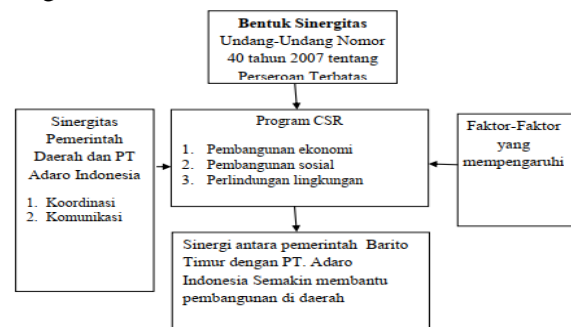 Bentuk Sinergitas
Undang-Undang Nomor
40 tahun 2007 tentang
Perseroan Terbatas
Sinergitas
Pemerintah
Daerah dan PT
Adaro Indonesia
1. Koordinasi
2. Komunikasi
Program CSR
1. Pembangunan ekonomi
2. Pembangunan sosial
3. Perlindungan lingkungan
Faktor-Faktor
yang
mempengaruhi
Sinergi antara pemerintah Barito
Timur dengan PT. Adaro
Indonesia Semakin membantu
pembangunan di daerah